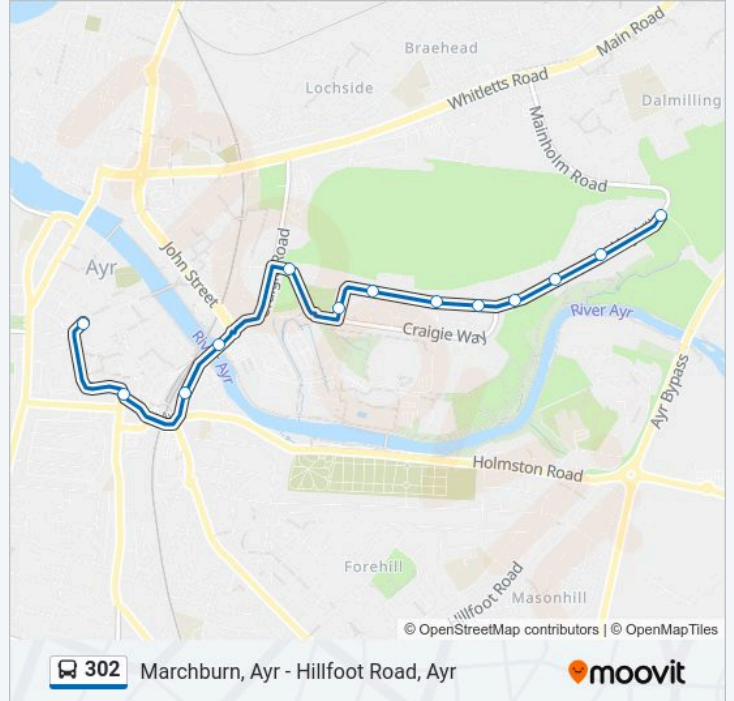 Braehead
Main Road
Lochside
Whitletts Road
Dalmilling
Mainholm Road
John Street
Road
Ayr
River Ayr
River Ayr
Craigie Way
Ayr Bypass
Holmston Road
Forehill
Hillfoot Road
Masonhill
© OpenStreetMap contributors | © OpenMapTiles
302 Marchburn, Ayr - Hillfoot Road, Ayr
moovit